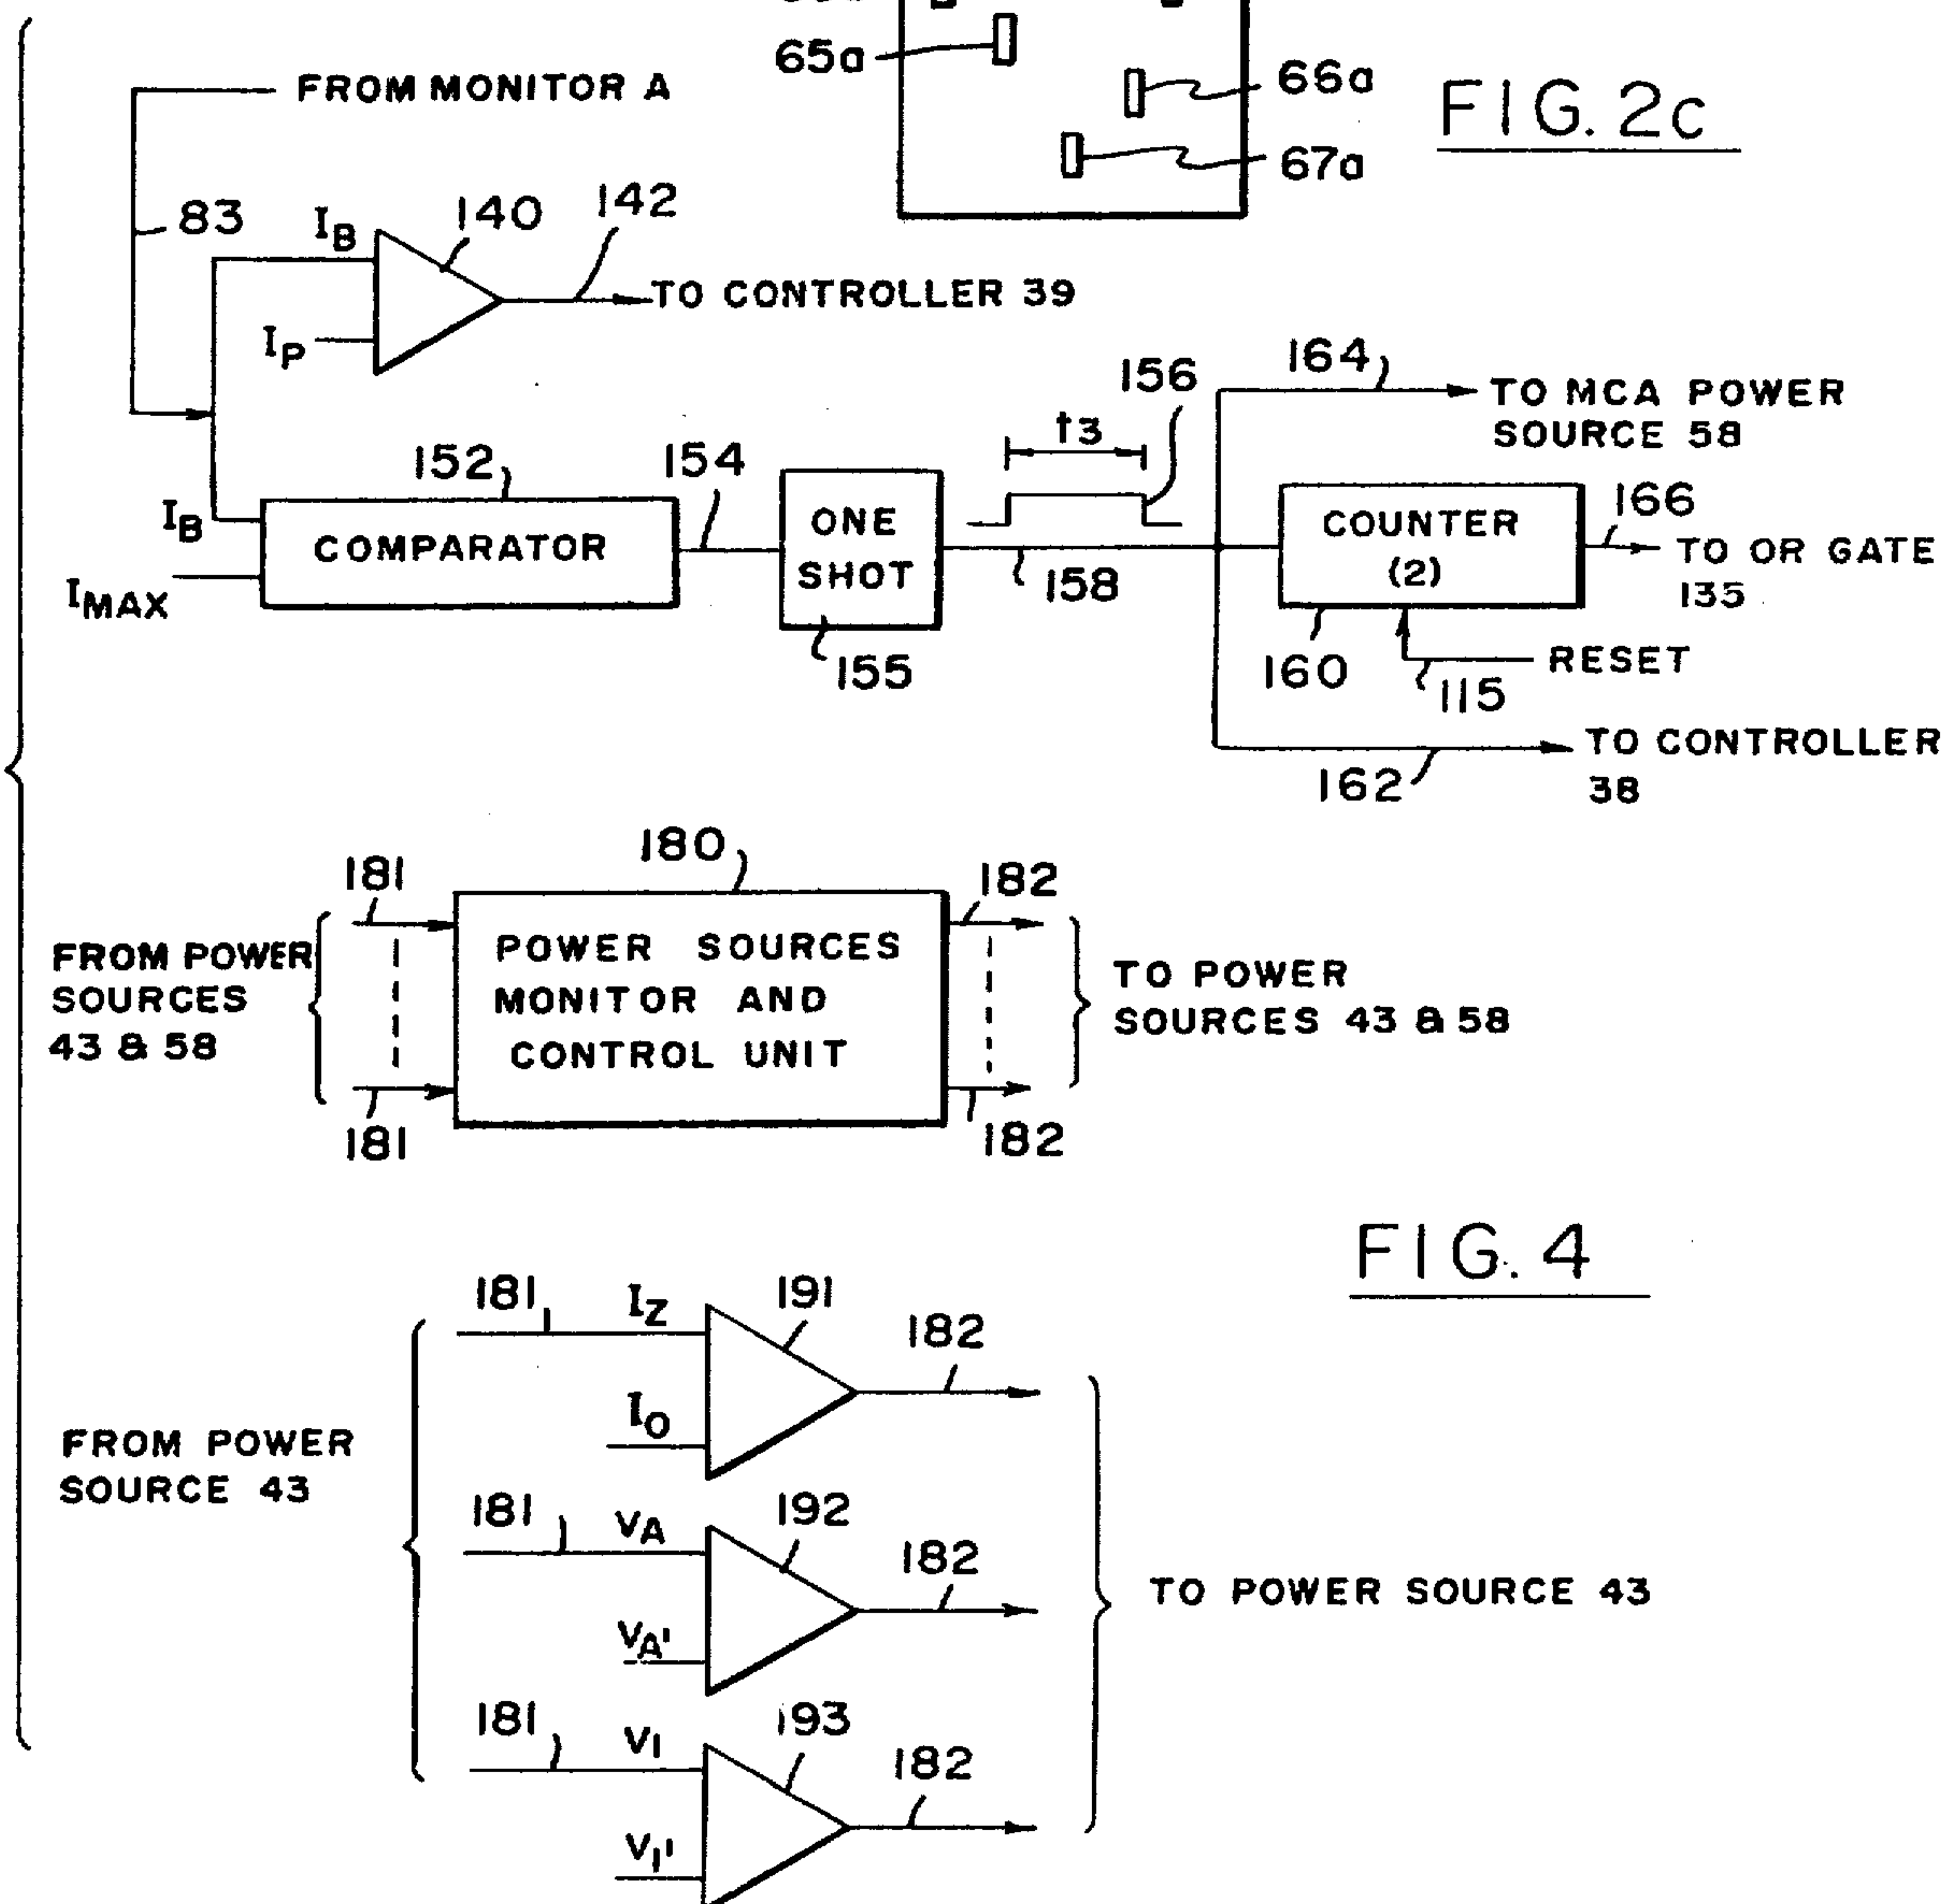 65a
66a
67a
FIG. 2c
FROM MONITOR A
83
IB
140
142
TO CONTROLLER 39
IP
164
TO MCA POWER
SOURCE 58
156
t3
152
154
IB
COMPARATOR
ONE
SHOT
COUNTER
(2)
166
TO OR GATE
135
IMAX
158
155
160
RESET
115
TO CONTROLLER
38
162
180
181
182
FROM POWER
SOURCES
43 & 58
POWER SOURCES
MONITOR AND
CONTROL UNIT
TO POWER
SOURCES 43 & 58
181
182
FIG. 4
181
IZ
191
182
IO
FROM POWER
SOURCE 43
181
VA
192
182
TO POWER SOURCE 43
VA'
181
VI
193
182
VI'